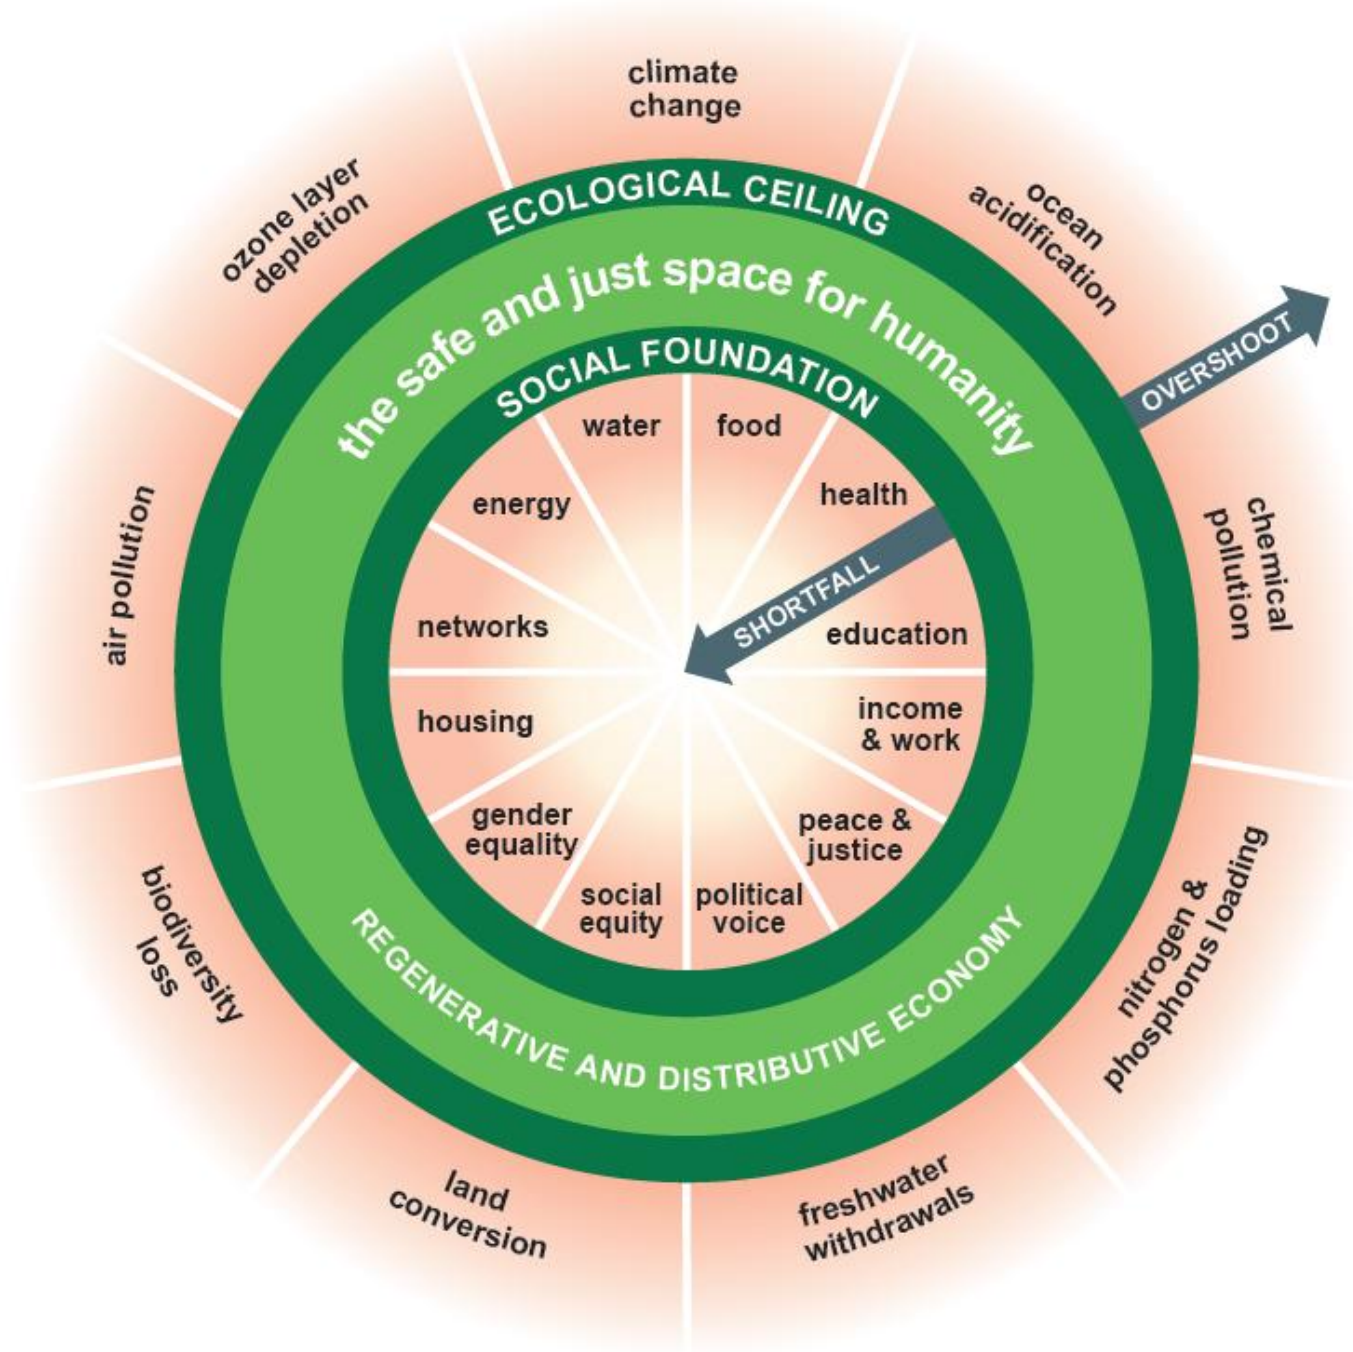 climate
change
ocean
acidification
OVERSHOOT
chemical
pollution
nitrogen &
phosphorus loading
freshwater
withdrawals
land
conversion
biodiversity
loss
air pollution
ozone layer
depletion
ECOLOGICAL CEILING
the safe and just space for humanity
SOCIAL FOUNDATION
water
food
health
SHORTFALL
education
income
& work
peace &
justice
political
voice
social
equity
gender
equality
housing
networks
energy
REGENERATIVE AND DISTRIBUTIVE ECONOMY